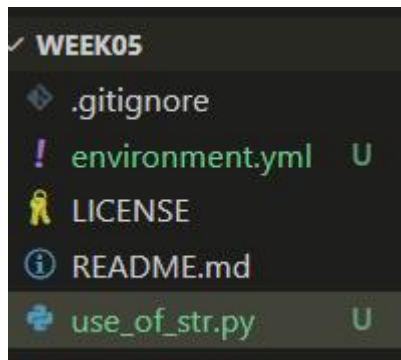 WEEK05
.gitignore
! environment.yml U
LICENSE
README.md
use_of_str.py U